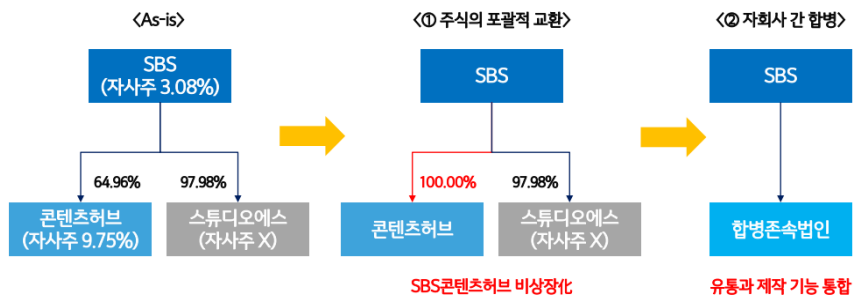 <As-is>
SBS
(자사주 3.08%)
64.96%
97.98%
콘텐츠허브
(자사주 9.75%)
스튜디오에스
(자사주 X)
<① 주식의 포괄적 교환>
SBS
100.00%
97.98%
콘텐츠허브
스튜디오에스
(자사주 X)
SBS콘텐츠허브 비상장화
<② 자회사 간 합병>
SBS
합병존속법인
유통과 제작 기능 통합